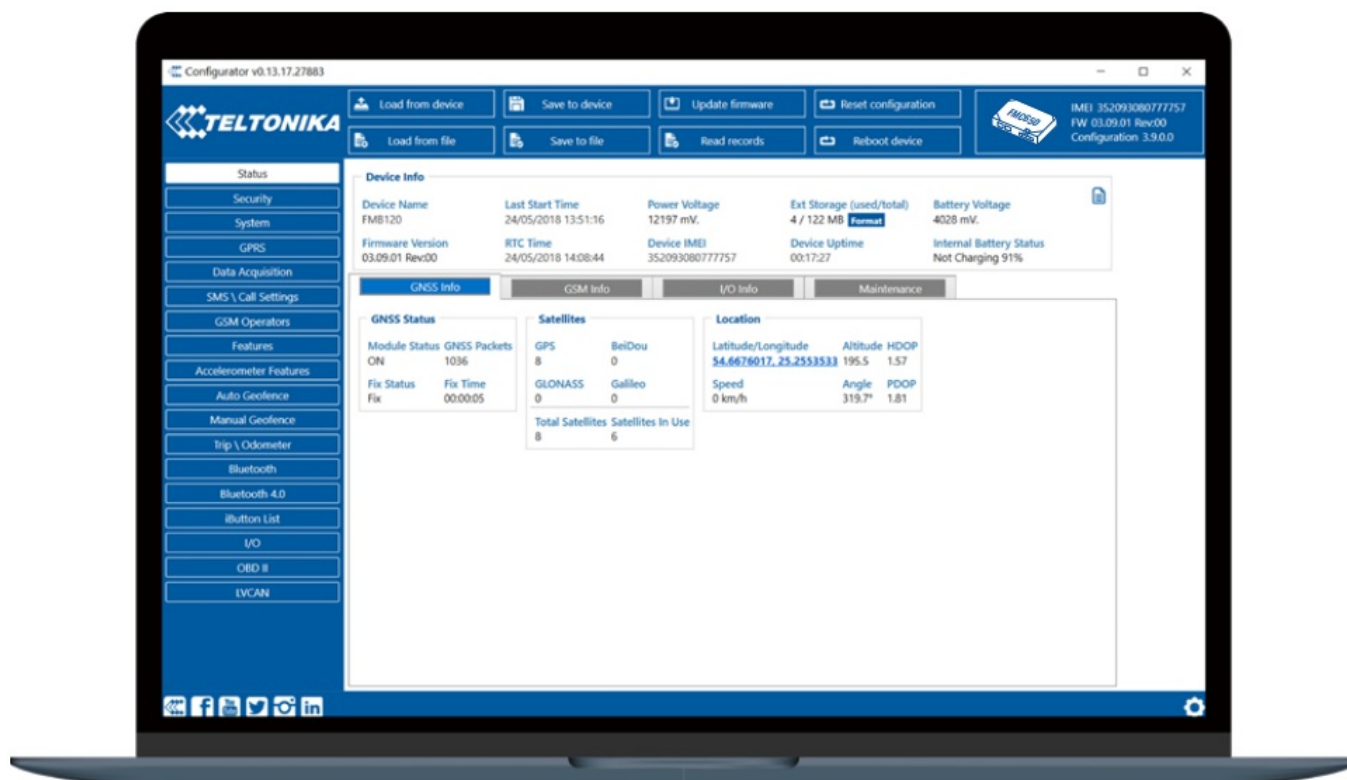 Configurator v0.13.17.27883
TELTONIKA
Load from device
Save to device
Update firmware
Reset configuration
Load from file
Save to file
Read records
Reboot device
IMEI 352093080777757
FW 03.09.01 Rev:00
Configuration 3.9.0.0
Status
Security
System
GPRS
Data Acquisition
SMS \ Call Settings
GSM Operators
Features
Accelerometer Features
Auto Geofence
Manual Geofence
Trip \ Odometer
Bluetooth
Bluetooth 4.0
iButton List
I/O
OBD II
LVCAN
Device Info
Device Name Last Start Time Power Voltage Ext Storage (used/total) Battery Voltage
FMB120 24/05/2018 13:51:16 12197 mV. 4 / 122 MB Format 4028 mV.
Firmware Version RTC Time Device IMEI Device Uptime Internal Battery Status
03.09.01 Rev:00 24/05/2018 14:08:44 352093080777757 00:17:27 Not Charging 91%
GNSS Info GSM Info I/O Info Maintenance
GNSS Status
Module Status GNSS Packets
ON 1036
Fix Status Fix Time
Fix 00:00:05
Satellites
GPS BeiDou
8 0
GLONASS Galileo
0 0
Total Satellites Satellites In Use
8 6
Location
Latitude/Longitude Altitude HDOP
54.6676017, 25.2553533 195.5 1.57
Speed Angle PDOP
0 km/h 319.7° 1.81